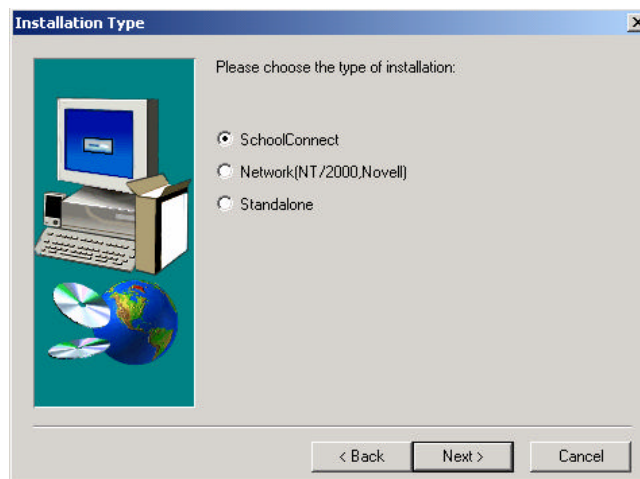 Installation Type
Please choose the type of installation:
SchoolConnect
Network(NT/2000,Novell)
Standalone
< Back
Next >
Cancel